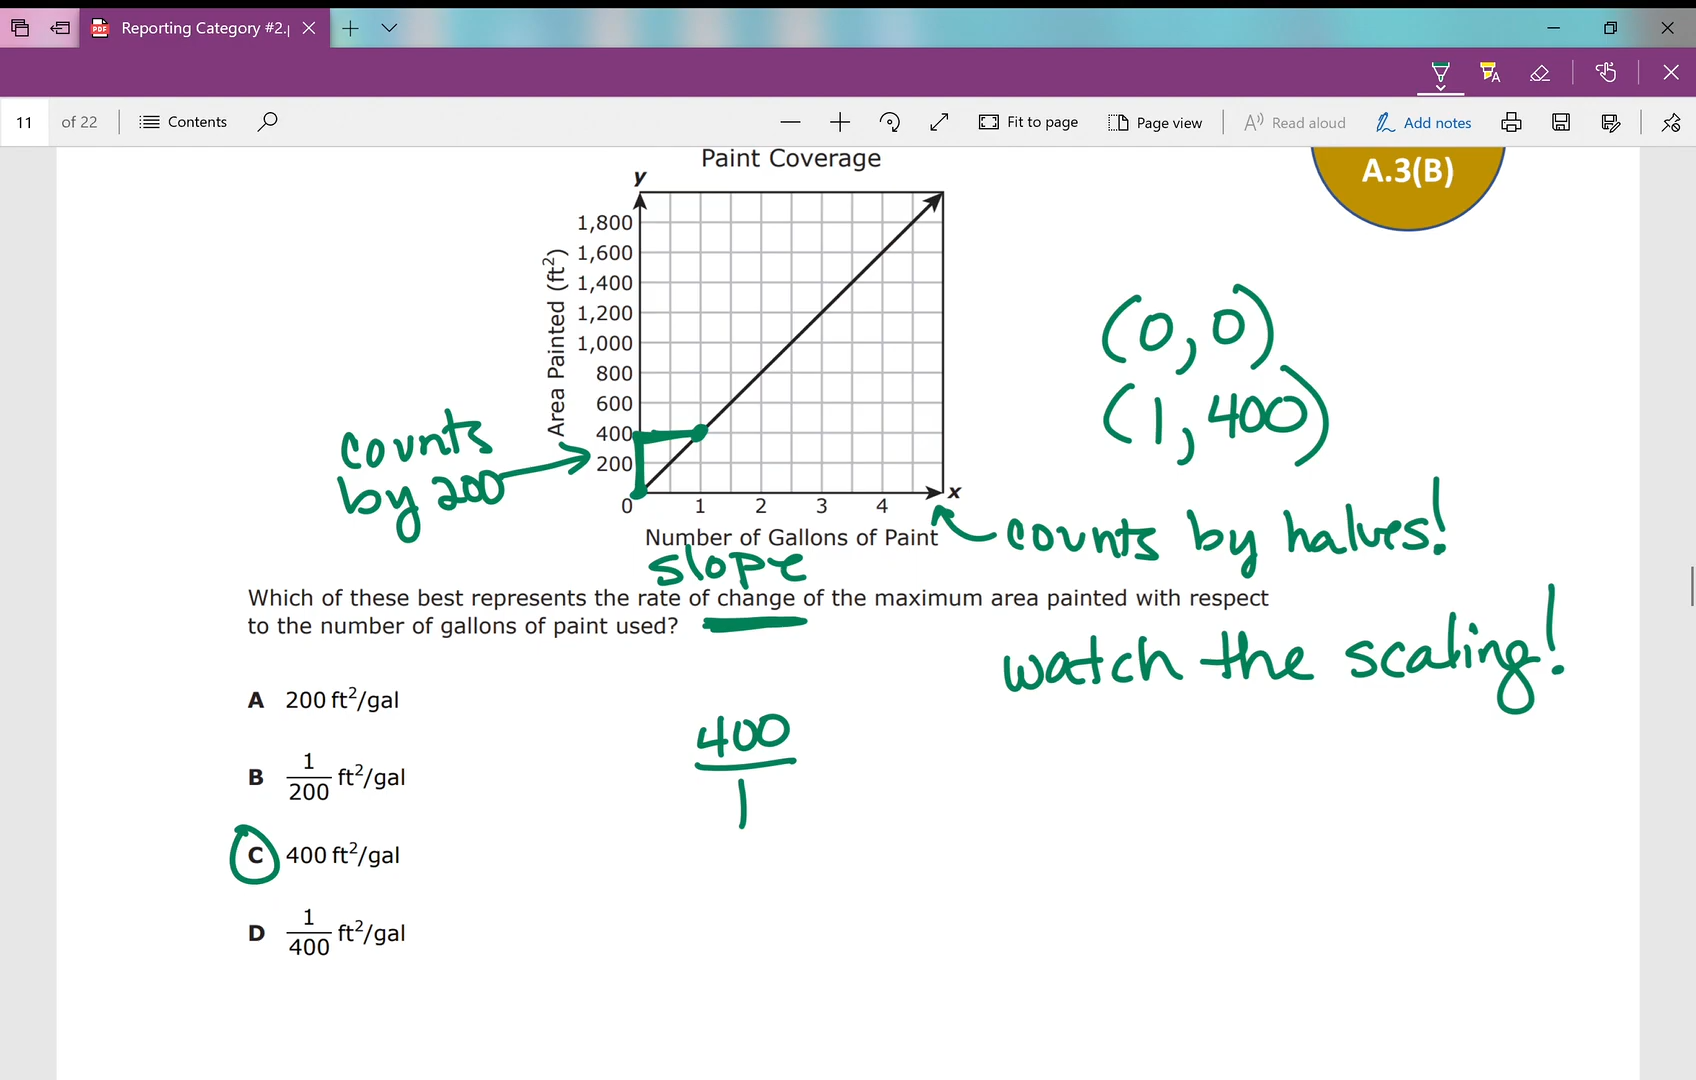 Reporting Category #2.p
11 of 22 Contents Fit to page Page view Read aloud Add notes
A.3(B)
Paint Coverage
y
1,800
1,600
1,400
1,200
1,000
800
600
400
200
0 1 2 3 4 x
Area Painted (ft²)
Number of Gallons of Paint
(0,0)
(1,400)
counts
by 200
counts by halves!
slope
Which of these best represents the rate of change of the maximum area painted with respect
to the number of gallons of paint used?
watch the scaling!
A 200 ft²/gal
B 1/200 ft²/gal
C 400 ft²/gal
D 1/400 ft²/gal
400
1